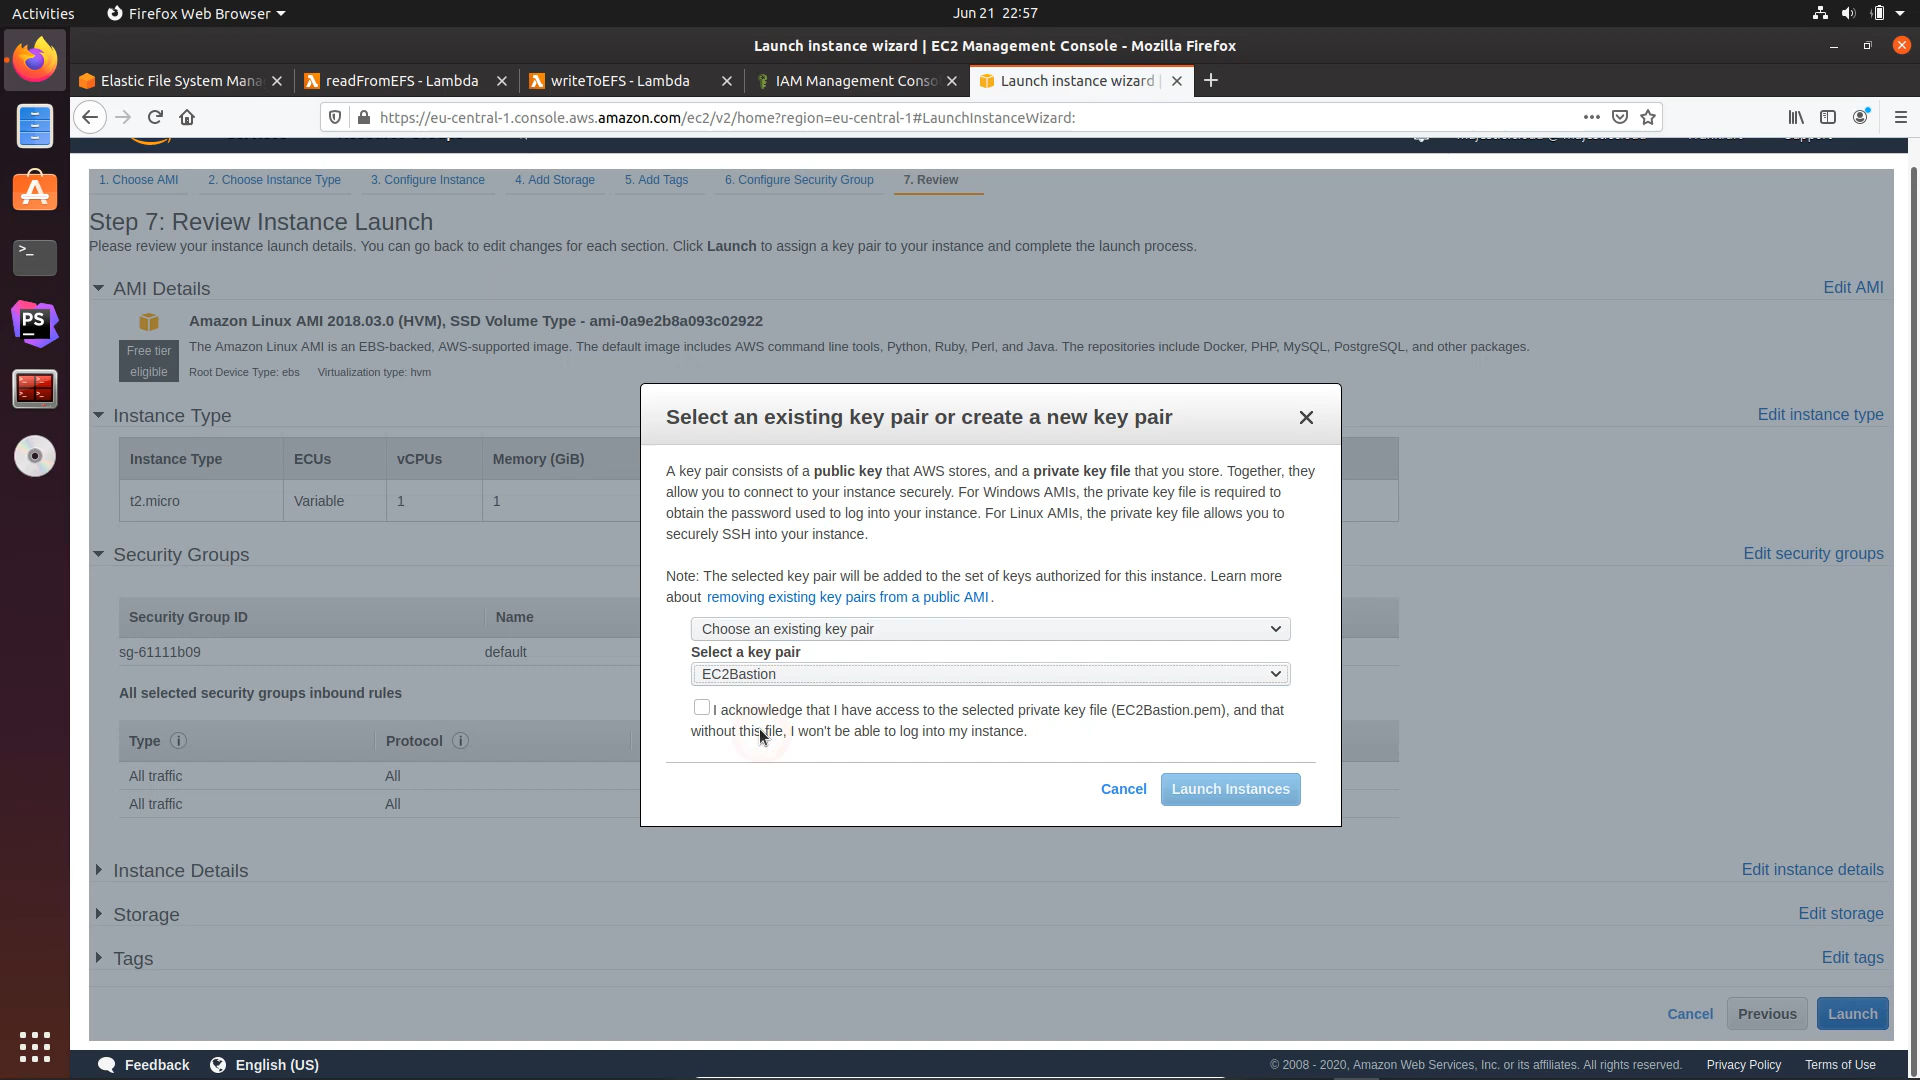 Activities
Firefox Web Browser
Jun 21 22:57
Launch instance wizard | EC2 Management Console - Mozilla Firefox
Elastic File System Mana
readFromEFS - Lambda
writeToEFS - Lambda
IAM Management Conso
Launch instance wizard
https://eu-central-1.console.aws.amazon.com/ec2/v2/home?region=eu-central-1#LaunchInstanceWizard:
1. Choose AMI
2. Choose Instance Type
3. Configure Instance
4. Add Storage
5. Add Tags
6. Configure Security Group
7. Review
Step 7: Review Instance Launch
Please review your instance launch details. You can go back to edit changes for each section. Click Launch to assign a key pair to your instance and complete the launch process.
AMI Details
Edit AMI
Amazon Linux AMI 2018.03.0 (HVM), SSD Volume Type - ami-0a9e2b8a093c02922
Free tier
eligible
The Amazon Linux AMI is an EBS-backed, AWS-supported image. The default image includes AWS command line tools, Python, Ruby, Perl, and Java. The repositories include Docker, PHP, MySQL, PostgreSQL, and other packages.
Root Device Type: ebs Virtualization type: hvm
Instance Type
Edit instance type
Instance Type ECUs vCPUs Memory (GiB)
t2.micro Variable 1 1
Security Groups
Edit security groups
Security Group ID Name
sg-61111b09 default
All selected security groups inbound rules
Type Protocol
All traffic All
All traffic All
Select an existing key pair or create a new key pair
A key pair consists of a public key that AWS stores, and a private key file that you store. Together, they
allow you to connect to your instance securely. For Windows AMIs, the private key file is required to
obtain the password used to log into your instance. For Linux AMIs, the private key file allows you to
securely SSH into your instance.
Note: The selected key pair will be added to the set of keys authorized for this instance. Learn more
about removing existing key pairs from a public AMI .
Choose an existing key pair
Select a key pair
EC2Bastion
I acknowledge that I have access to the selected private key file (EC2Bastion.pem), and that
without this file, I won't be able to log into my instance.
Cancel
Launch Instances
Instance Details
Edit instance details
Storage
Edit storage
Tags
Edit tags
Cancel
Previous
Launch
Feedback
English (US)
© 2008 - 2020, Amazon Web Services, Inc. or its affiliates. All rights reserved.
Privacy Policy
Terms of Use
PS